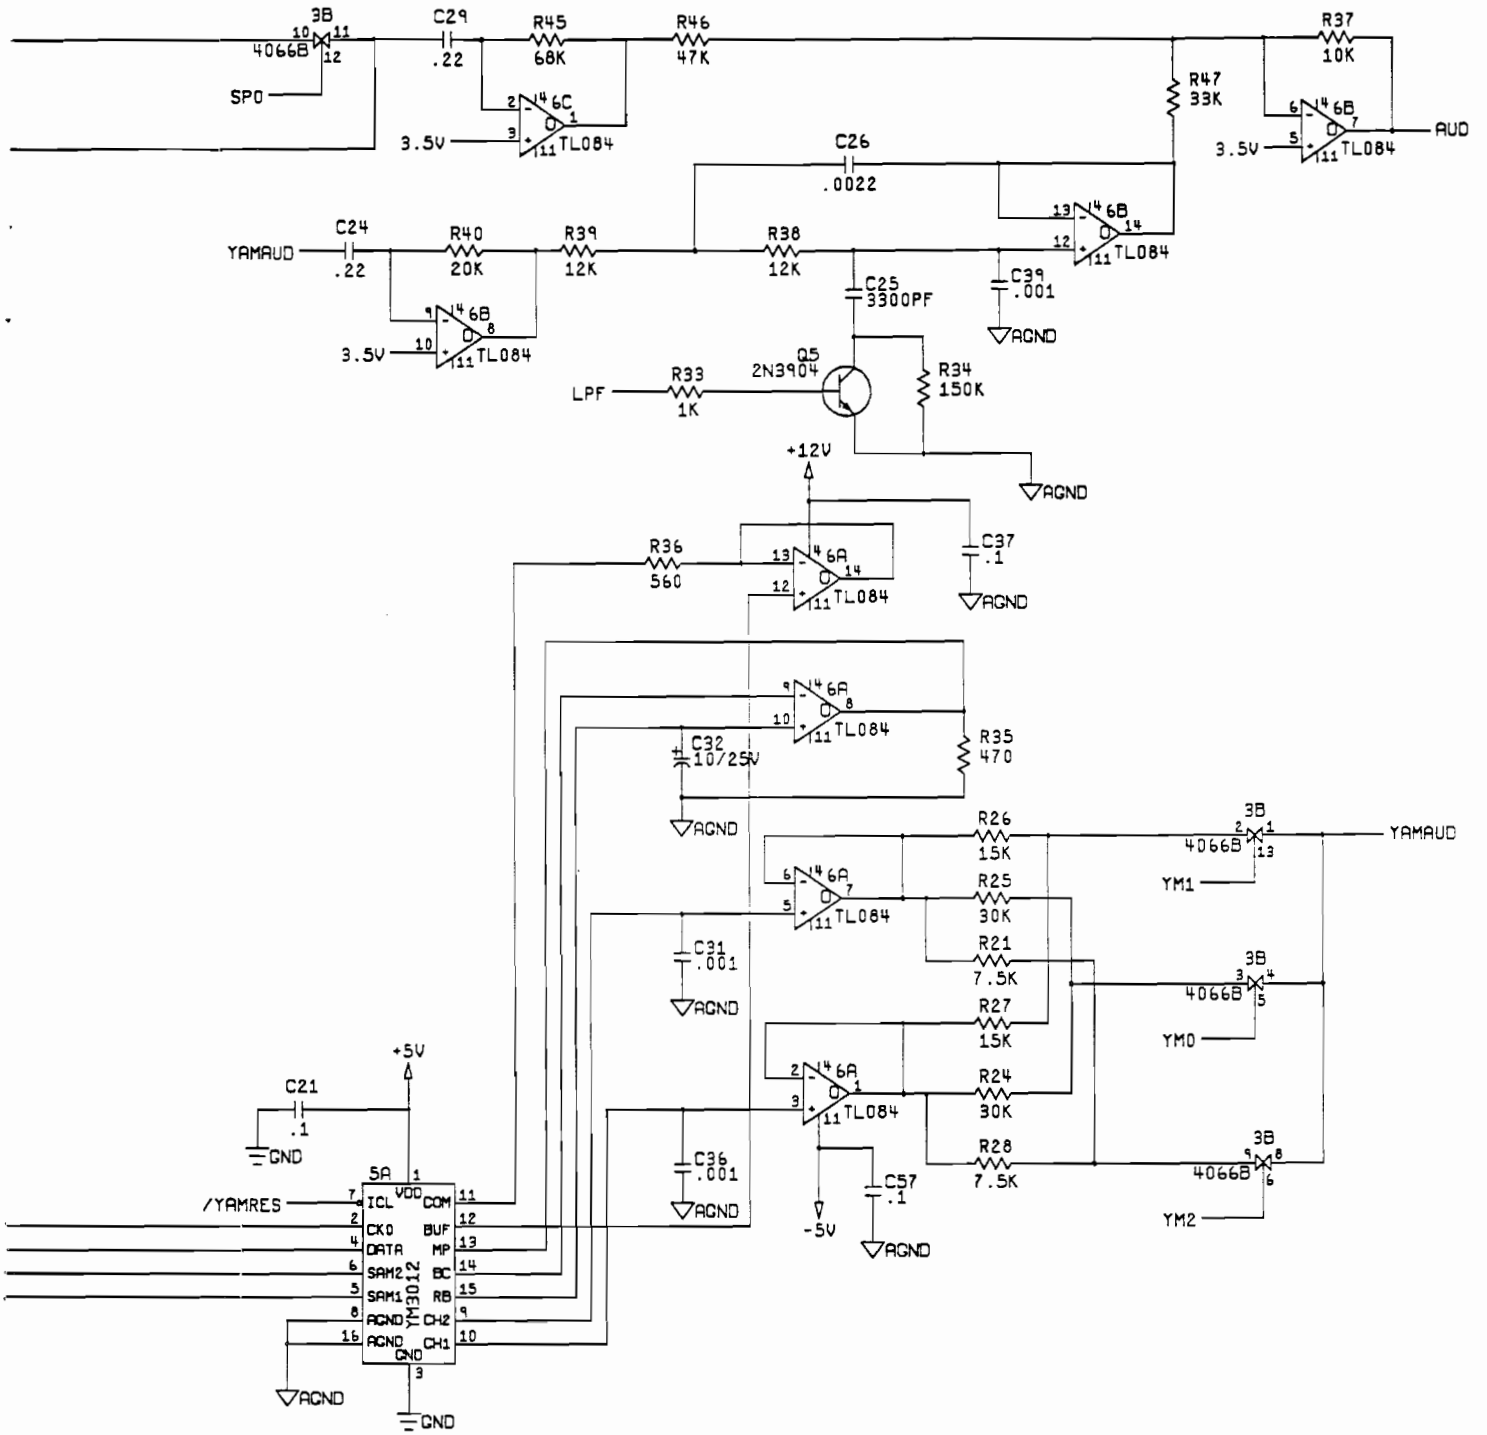 3B
10 11
4066B 12
SP0
C29
.22
R45
68K
R46
47K
R37
10K
R47
33K
2 - 4 6C
1
3 + 11 TL084
3.5V
6 - 4 6B
7
5 + 11 TL084
3.5V
AUD
C26
.0022
13 - 4 6B
14
12 + 11 TL084
YAMAUD
C24
.22
R40
20K
R39
12K
R38
12K
C25
3300PF
C39
.001
AGND
9 - 4 6B
8
10 + 11 TL084
3.5V
Q5
2N3904
LPF
R33
1K
R34
150K
AGND
+12V
R36
560
13 - 4 6A
14
12 + 11 TL084
C37
.1
AGND
9 - 4 6A
8
10 + 11 TL084
C32
+ 10/25V
R35
470
AGND
R26
15K
3B
2 1
4066B 13
YAMAUD
YM1
6 - 4 6A
7
5 + 11 TL084
R25
30K
R21
7.5K
C31
.001
AGND
3B
3 4
4066B 5
YM0
R27
15K
2 - 4 6A
1
3 + 11 TL084
R24
30K
R28
7.5K
3B
9 8
4066B 6
YM2
C36
.001
AGND
C57
.1
-5V
AGND
+5V
C21
.1
GND
5A
1
VDD
/YAMRES
7 ICL COM 11
2 CK0 BUF 12
4 DATA MP 13
6 SAM2 BC 14
5 SAM1 RB 15
8 AGND CH2 9
16 AGND CH1 10
YM3012
GND
3
AGND
GND